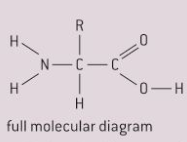 R
H O
N C C
H O H
H
full molecular diagram